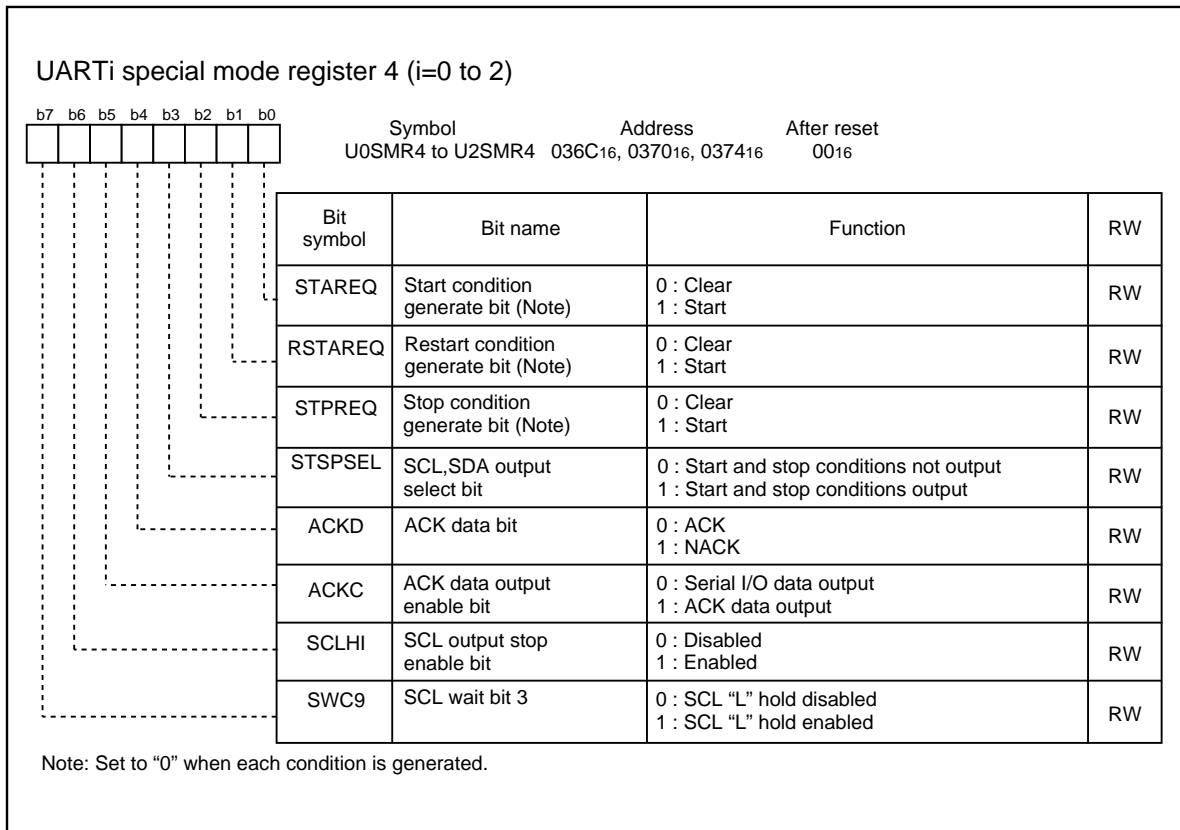 UARTi special mode register 4 (i=0 to 2)
b7 b6 b5 b4 b3 b2 b1 b0
Symbol Address After reset
U0SMR4 to U2SMR4 036C16, 037016, 037416 0016
Bit symbol Bit name Function RW
STAREQ Start condition generate bit (Note) 0 : Clear 1 : Start RW
RSTAREQ Restart condition generate bit (Note) 0 : Clear 1 : Start RW
STPREQ Stop condition generate bit (Note) 0 : Clear 1 : Start RW
STSPSEL SCL,SDA output select bit 0 : Start and stop conditions not output 1 : Start and stop conditions output RW
ACKD ACK data bit 0 : ACK 1 : NACK RW
ACKC ACK data output enable bit 0 : Serial I/O data output 1 : ACK data output RW
SCLHI SCL output stop enable bit 0 : Disabled 1 : Enabled RW
SWC9 SCL wait bit 3 0 : SCL “L” hold disabled 1 : SCL “L” hold enabled RW
Note: Set to “0” when each condition is generated.